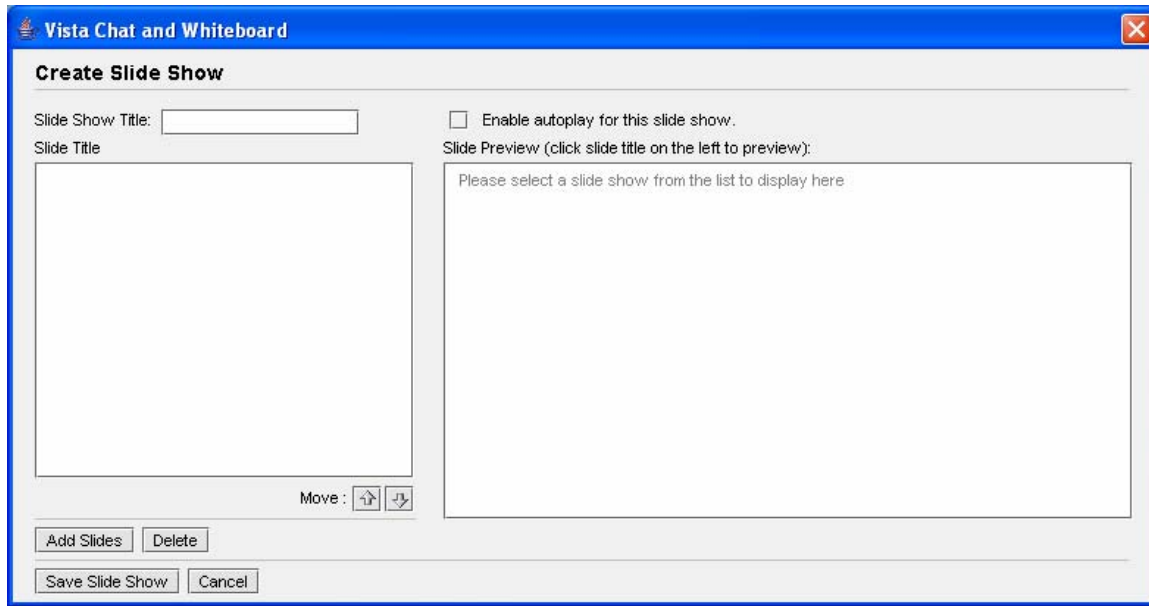 Vista Chat and Whiteboard
Create Slide Show
Slide Show Title:
Enable autoplay for this slide show.
Slide Title
Slide Preview (click slide title on the left to preview):
Please select a slide show from the list to display here
Move :
Add Slides
Delete
Save Slide Show
Cancel